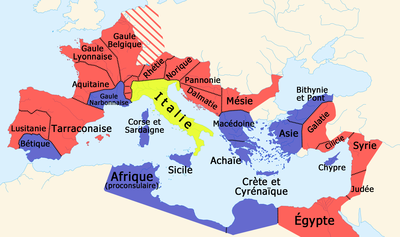 Gaule
Belgique
Gaule
Lyonnaise
Aquitaine
Gaule
Narbonnaise
Rhétie
Norique
Pannonie
Dalmatie
Italie
Mésie
Bithynie
et Pont
Galatie
Lusitanie
Tarraconaise
Bétique
Corse et
Sardaigne
Macédoine
Asie
Cilicie
Syrie
Achaïe
Sicile
Chypre
Afrique
(proconsulaire)
Crète et
Cyrénaïque
Judée
Égypte